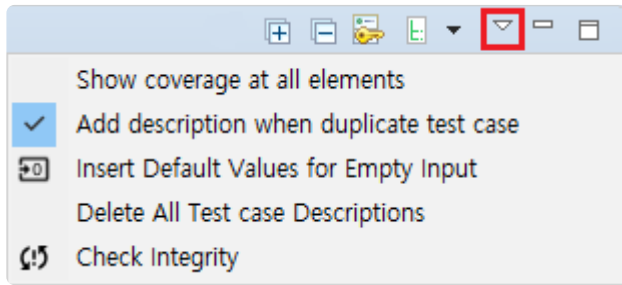 Show coverage at all elements
Add description when duplicate test case
Insert Default Values for Empty Input
Delete All Test case Descriptions
Check Integrity